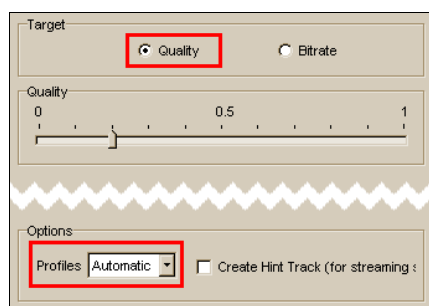 Target
Quality Bitrate
Quality
0 0.5 1
Options
Profiles Automatic Create Hint Track (for streaming